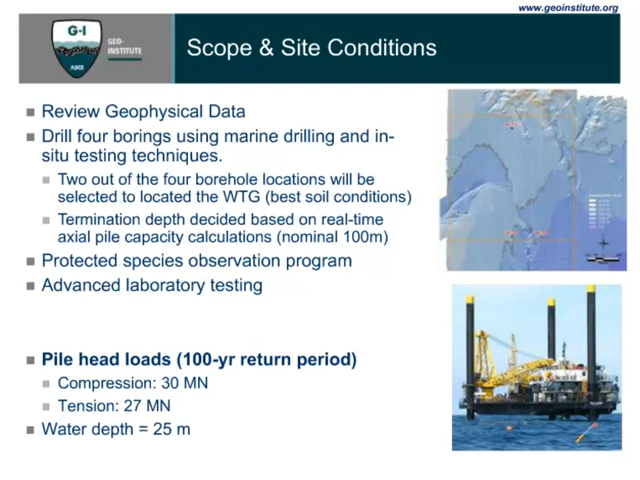 www.geoinstitute.org
G-I
GEO-
INSTITUTE
ASCE
Scope & Site Conditions
Review Geophysical Data
Drill four borings using marine drilling and in-
situ testing techniques.
Two out of the four borehole locations will be
selected to located the WTG (best soil conditions)
Termination depth decided based on real-time
axial pile capacity calculations (nominal 100m)
Protected species observation program
Advanced laboratory testing
Pile head loads (100-yr return period)
Compression: 30 MN
Tension: 27 MN
Water depth = 25 m